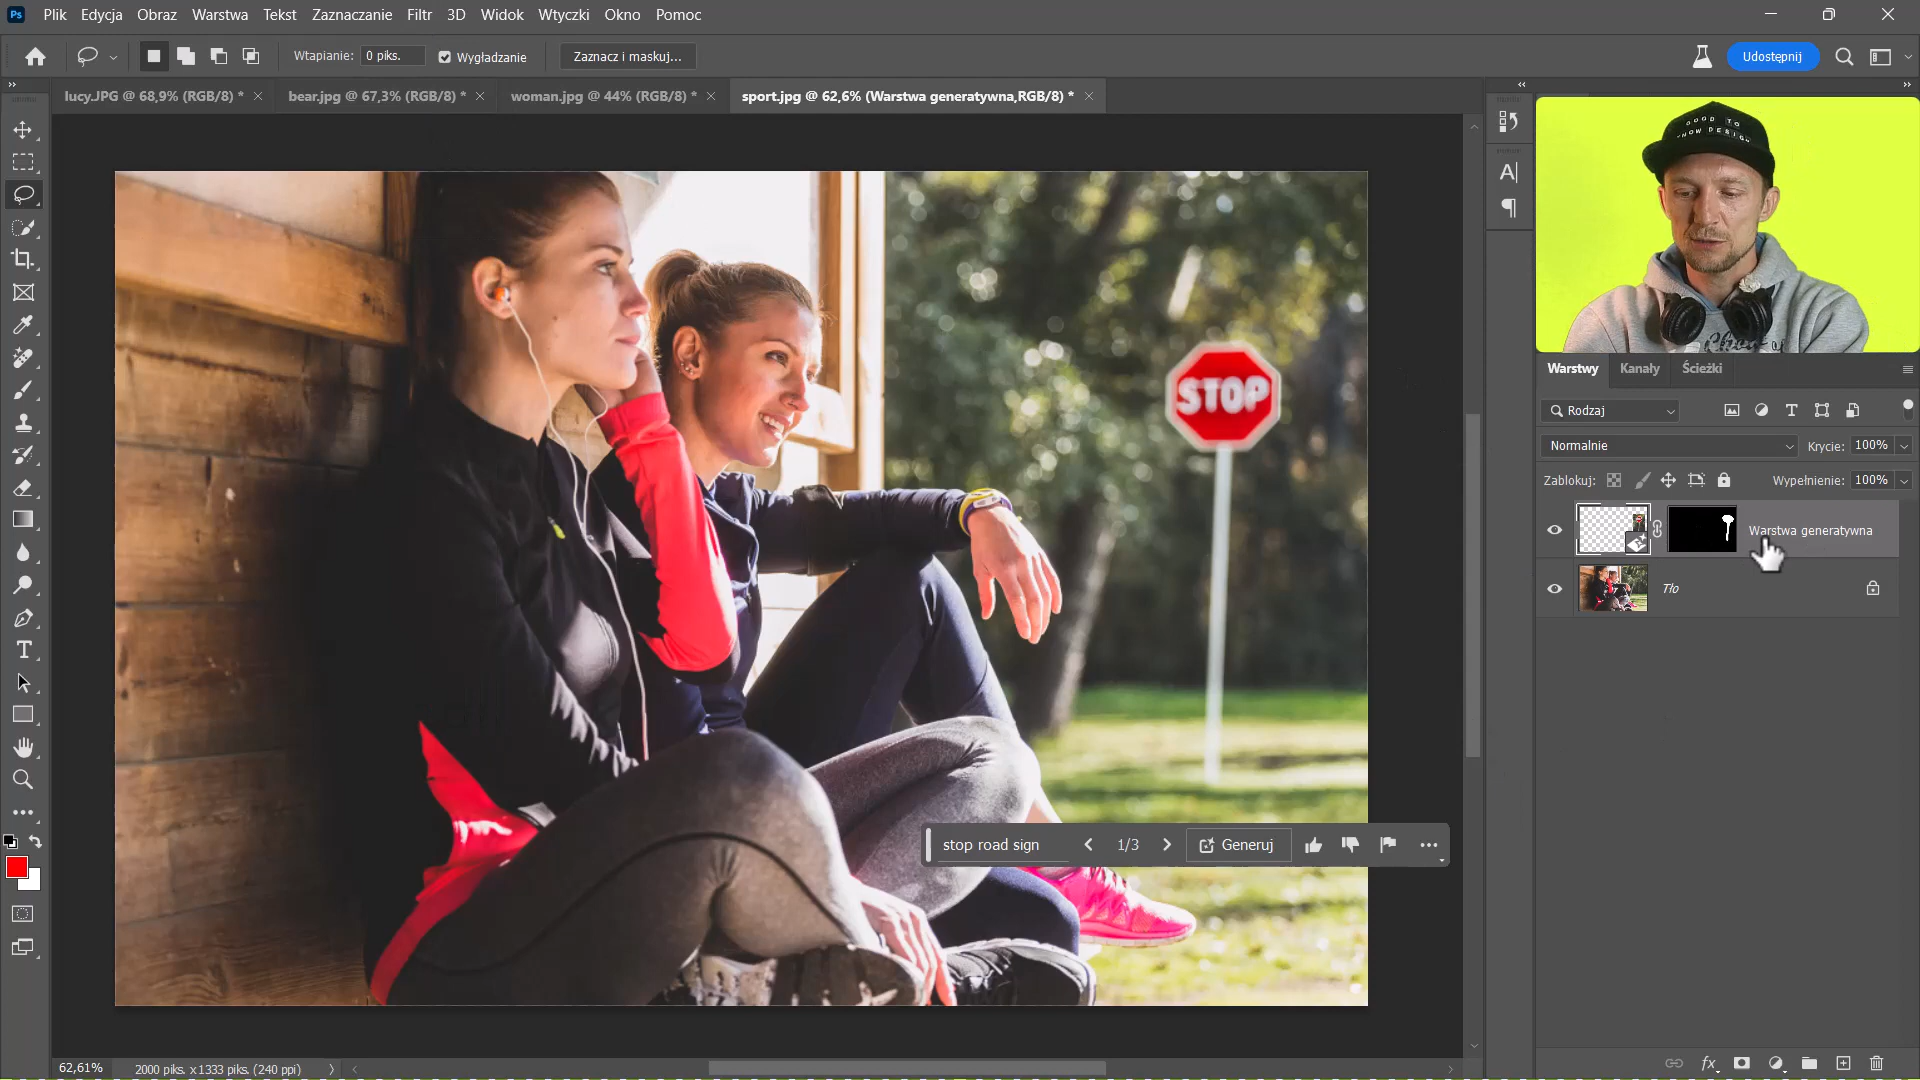 Ps Plik Edycja Obraz Warstwa Tekst Zaznaczanie Filtr 3D Widok Wtyczki Okno Pomoc
Wtapianie: 0 piks. Wygładzanie Zaznacz i maskuj... Udostępnij
lucy.JPG @ 68,9% (RGB/8) * bear.jpg @ 67,3% (RGB/8) * woman.jpg @ 44% (RGB/8) * sport.jpg @ 62,6% (Warstwa generatywna,RGB/8) *
GOOD TO
KNOW DESIGN
STOP
Warstwy Kanały Ścieżki
Rodzaj
Normalnie Krycie: 100%
Zablokuj: Wypełnienie: 100%
Warstwa generatywna
Tło
stop road sign 1/3 Generuj
62,61% 2000 piks. x 1333 piks. (240 ppi)
fx